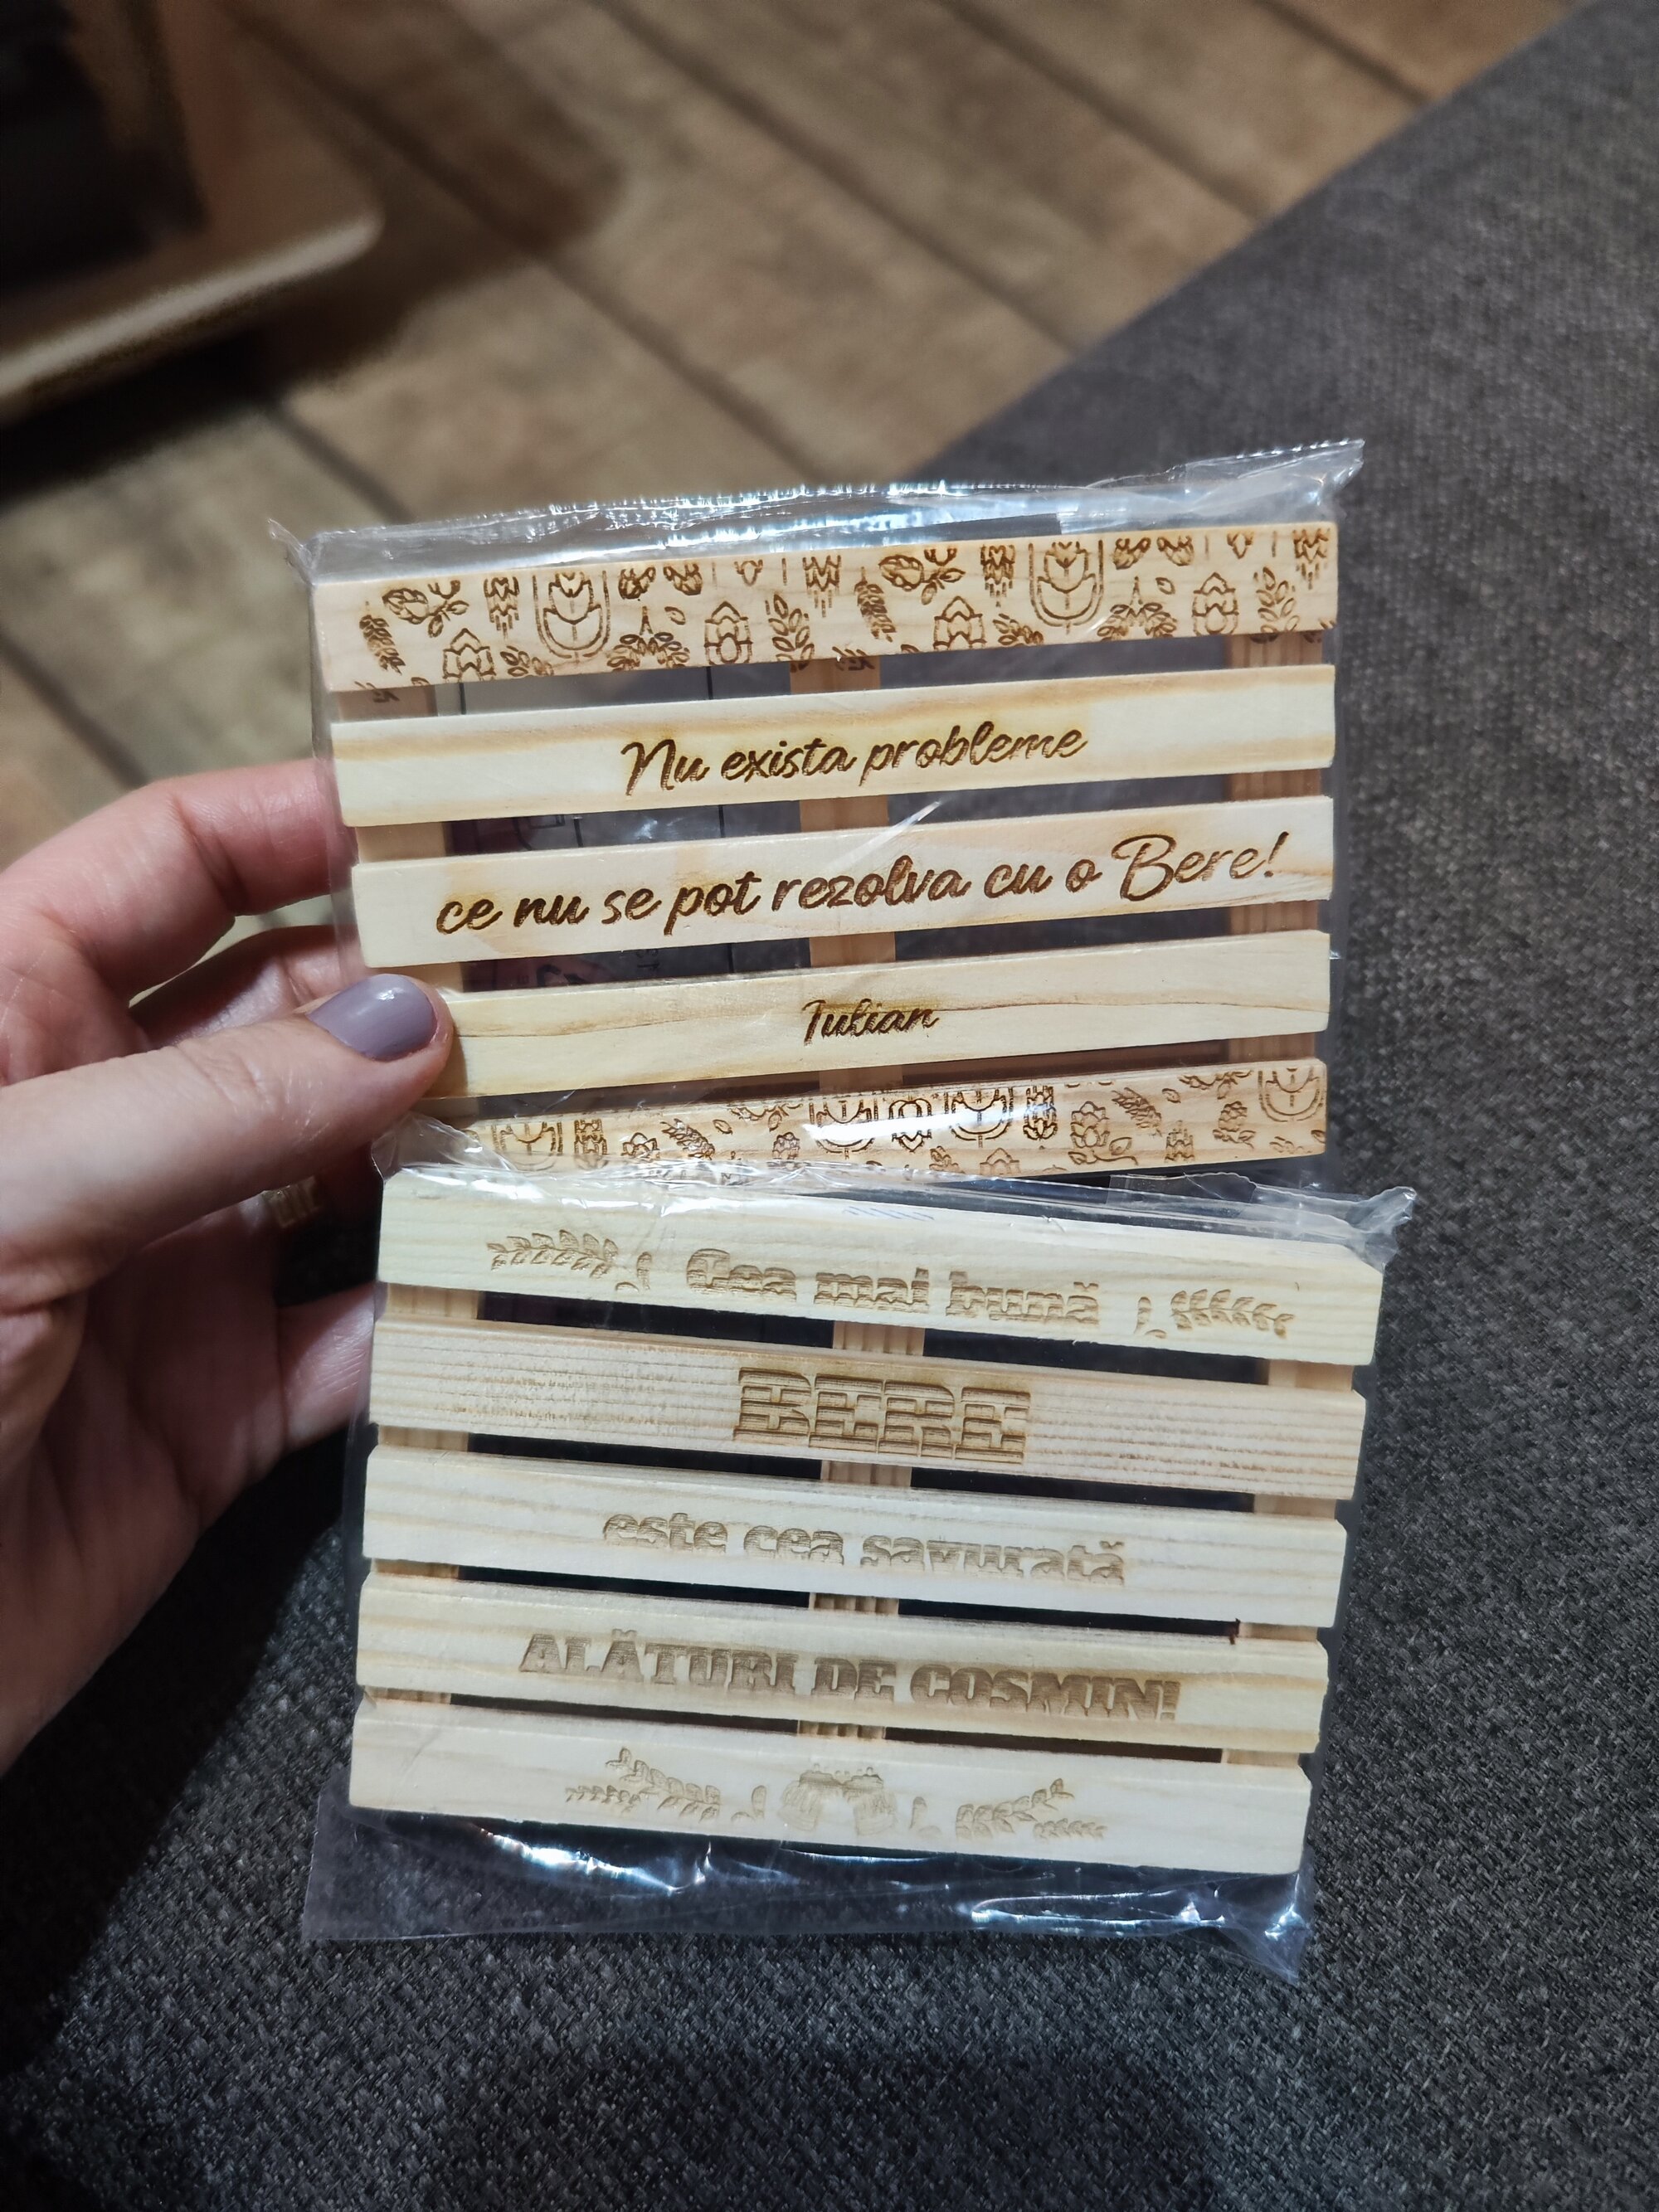 Nu exista probleme
ce nu se pot rezolva cu o Bere!
Iulian
Cea mai bună
BERE
este cea savurată
ALĂTURI DE COSMIN!